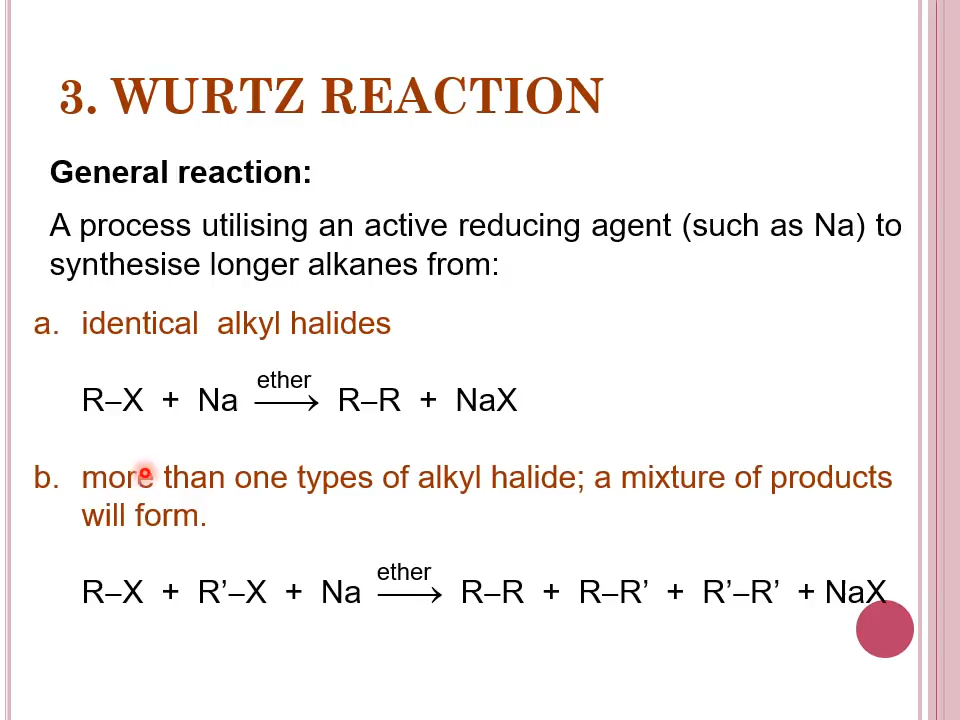 3. WURTZ REACTION
General reaction:
A process utilising an active reducing agent (such as Na) to
synthesise longer alkanes from:
a. identical alkyl halides
ether
R–X + Na ⟶ R–R + NaX
b. more than one types of alkyl halide; a mixture of products
will form.
ether
R–X + R’–X + Na ⟶ R–R + R–R’ + R’–R’ + NaX